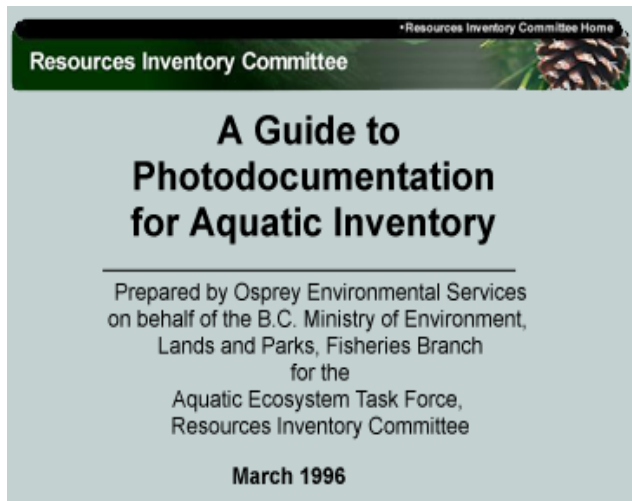 •Resources Inventory Committee Home
Resources Inventory Committee
A Guide to
Photodocumentation
for Aquatic Inventory
Prepared by Osprey Environmental Services
on behalf of the B.C. Ministry of Environment,
Lands and Parks, Fisheries Branch
for the
Aquatic Ecosystem Task Force,
Resources Inventory Committee
March 1996